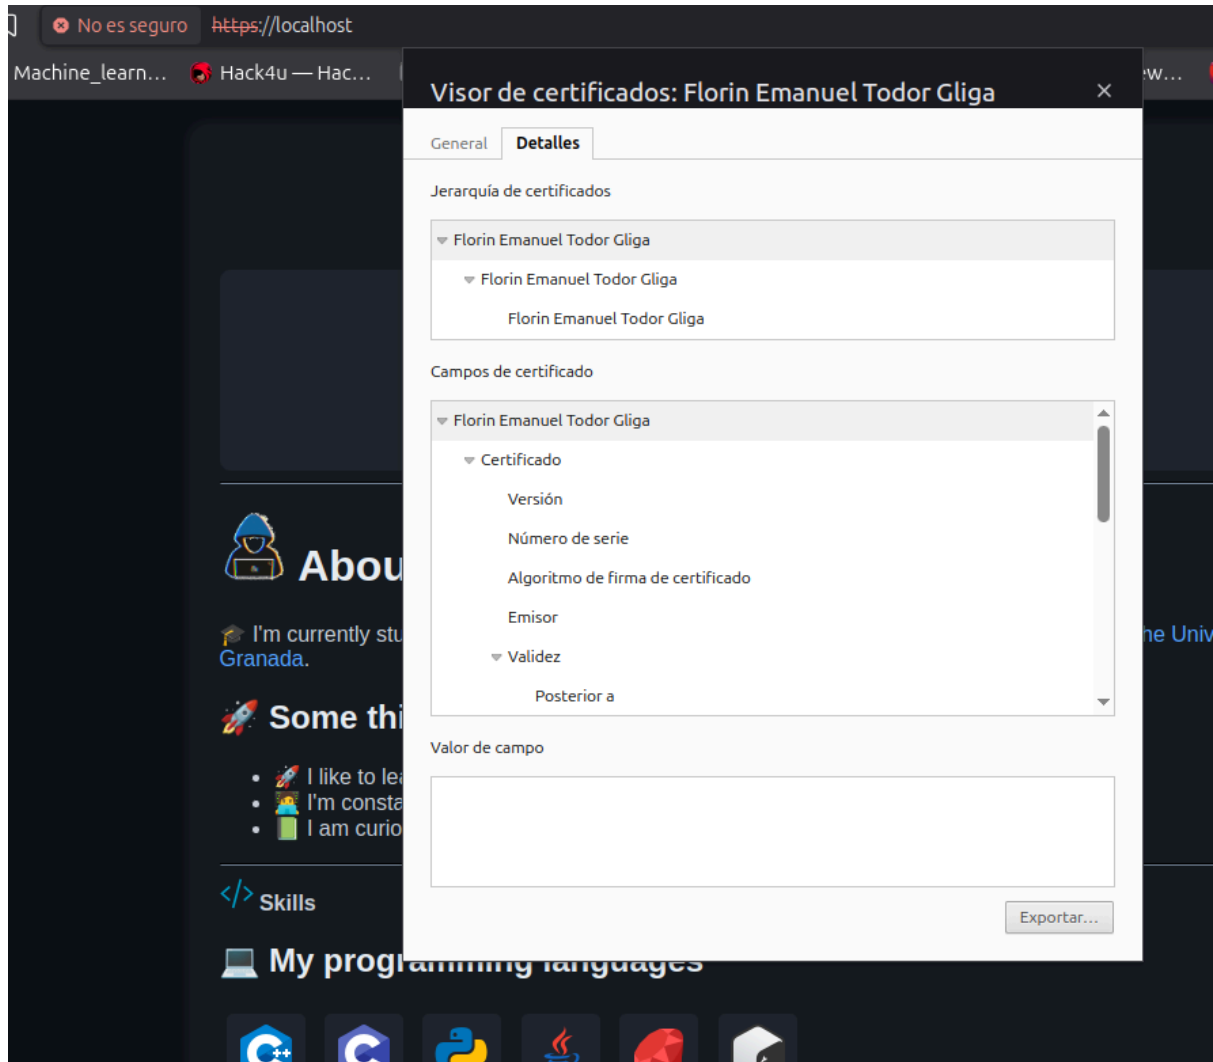 No es seguro https://localhost
Machine_learn... Hack4u — Hac... ew...
Visor de certificados: Florin Emanuel Todor Gliga
General Detalles
Jerarquía de certificados
Florin Emanuel Todor Gliga
Florin Emanuel Todor Gliga
Florin Emanuel Todor Gliga
Campos de certificado
Florin Emanuel Todor Gliga
Certificado
Versión
Número de serie
Algoritmo de firma de certificado
Emisor
Validez
Posterior a
Valor de campo
Exportar...
Abou
I'm currently stu he Univ
Granada.
Some thi
I like to lea
I'm consta
I am curio
</> Skills
My programming languages